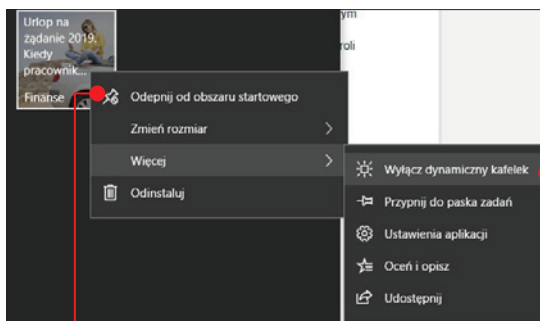 Urlop na
żądanie 2019.
Kiedy
pracownik...
Finanse
ym
roli
Odepnij od obszaru startowego
Zmień rozmiar
Więcej
Odinstaluj
Wyłącz dynamiczny kafelek
Przypnij do paska zadań
Ustawienia aplikacji
Oceń i opisz
Udostępnij